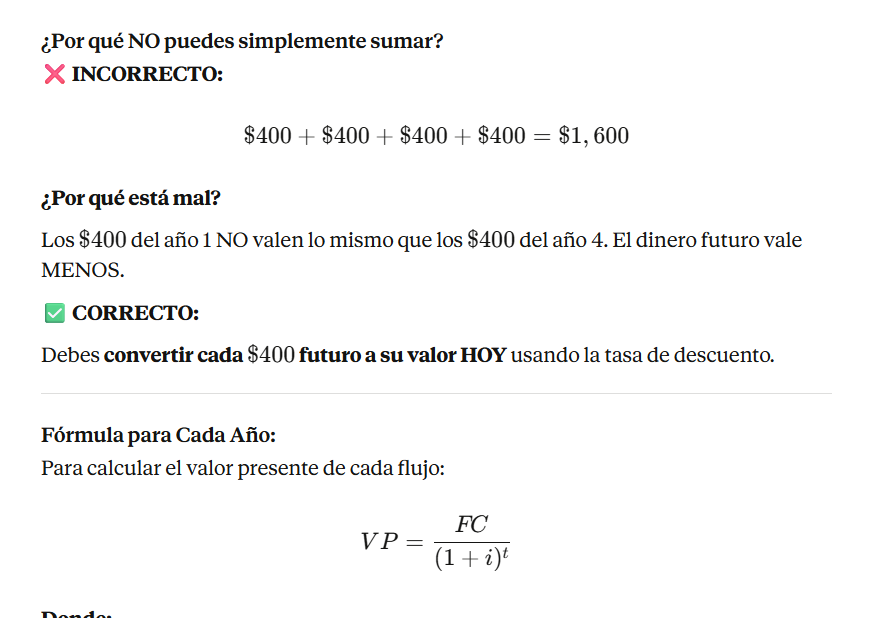 ¿Por qué NO puedes simplemente sumar?
❌ INCORRECTO:
$400 + $400 + $400 + $400 = $1,600
¿Por qué está mal?
Los $400 del año 1 NO valen lo mismo que los $400 del año 4. El dinero futuro vale
MENOS.
✅ CORRECTO:
Debes convertir cada $400 futuro a su valor HOY usando la tasa de descuento.
Fórmula para Cada Año:
Para calcular el valor presente de cada flujo:
VP = FC / (1 + i)^t
Donde: